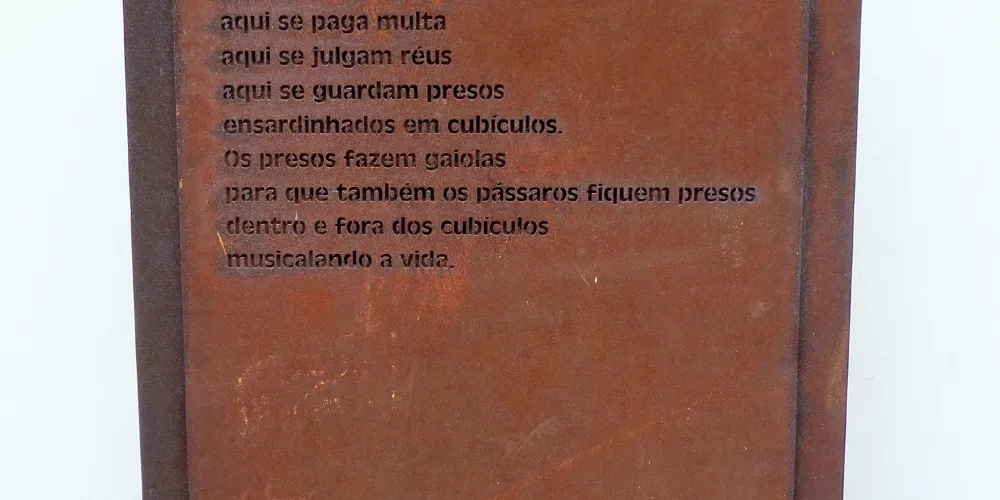 aqui se paga multa
aqui se julgam réus
aqui se guardam presos
ensardinhados em cubículos.
Os presos fazem gaiolas
para que também os pássaros fiquem presos
dentro e fora dos cubículos
musicalando a vida.